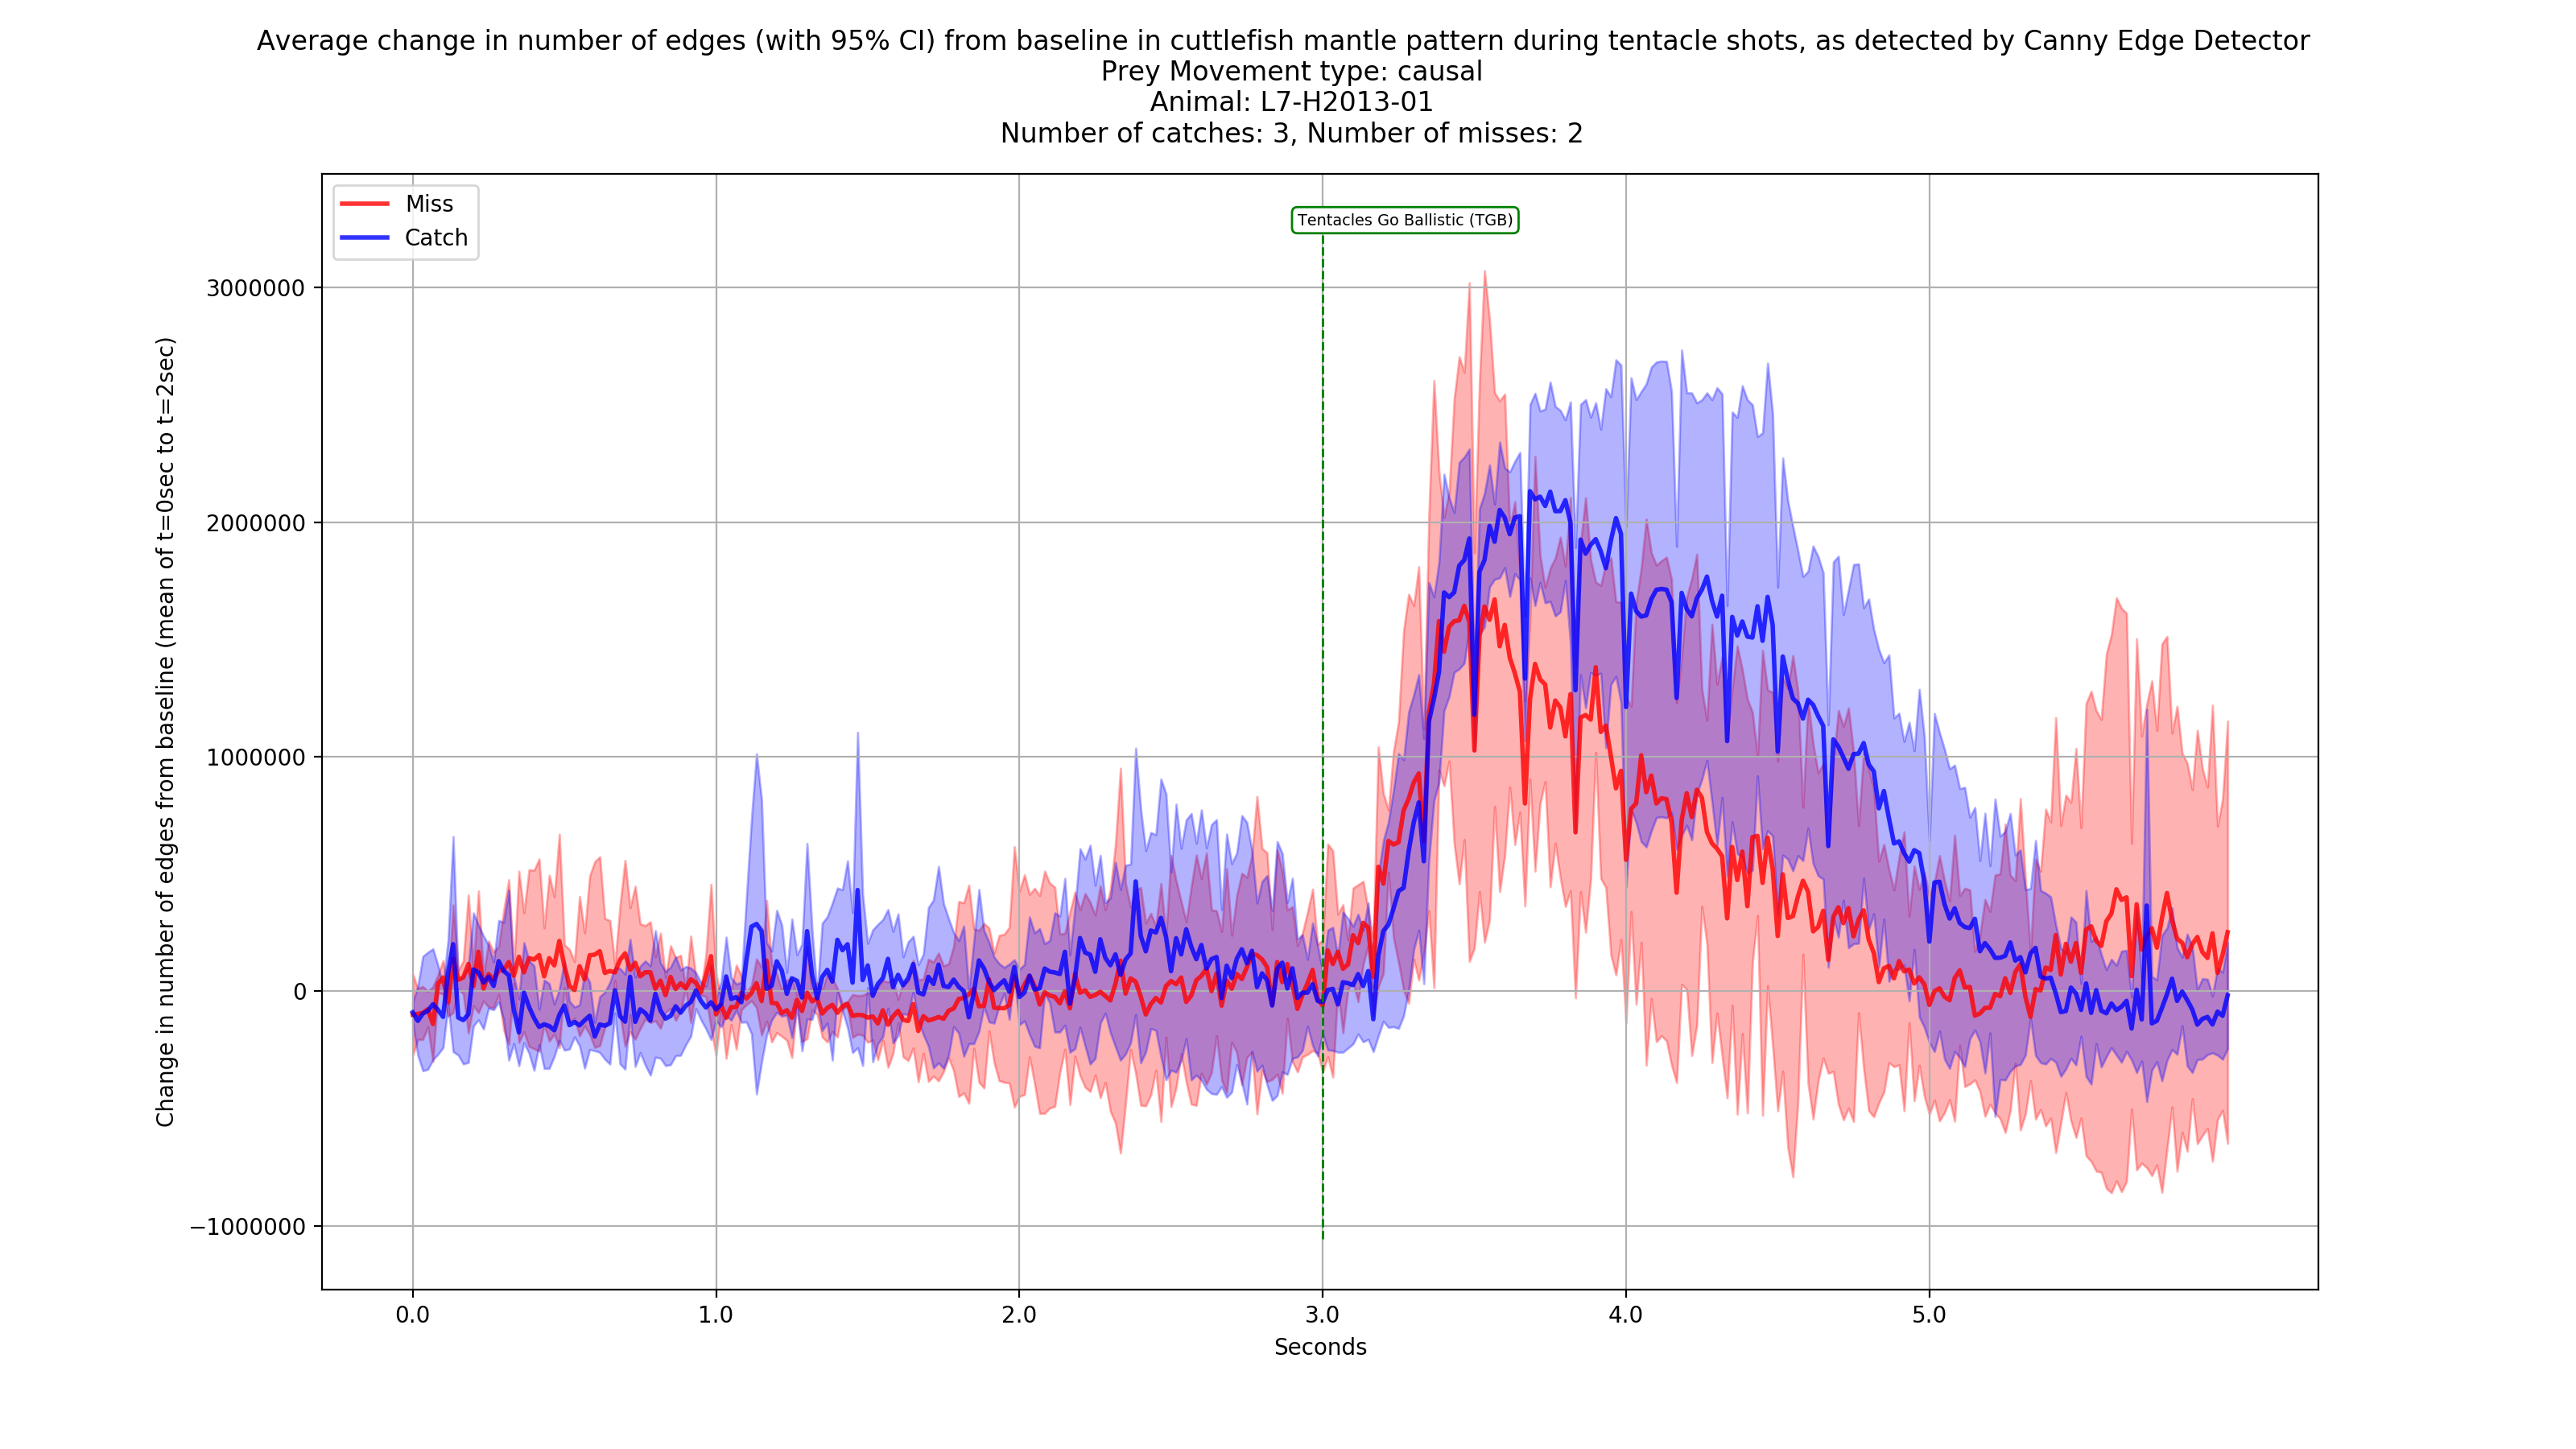 Average change in number of edges (with 95% CI) from baseline in cuttlefish mantle pattern during tentacle shots, as detected by Canny Edge Detector
Prey Movement type: causal
Animal: L7-H2013-01
Number of catches: 3, Number of misses: 2
Miss
Catch
Tentacles Go Ballistic (TGB)
Change in number of edges from baseline (mean of t=0sec to t=2sec)
3000000
2000000
1000000
0
−1000000
0.0 1.0 2.0 3.0 4.0 5.0
Seconds